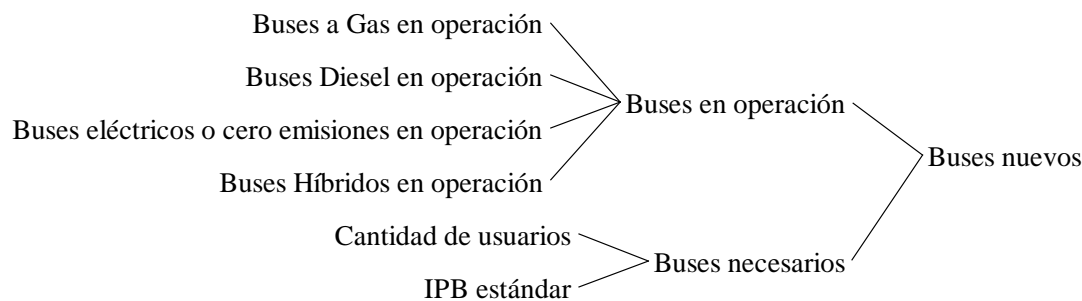 Buses a Gas en operación
Buses Diesel en operación
Buses eléctricos o cero emisiones en operación
Buses Híbridos en operación
Buses en operación
Cantidad de usuarios
IPB estándar
Buses necesarios
Buses nuevos